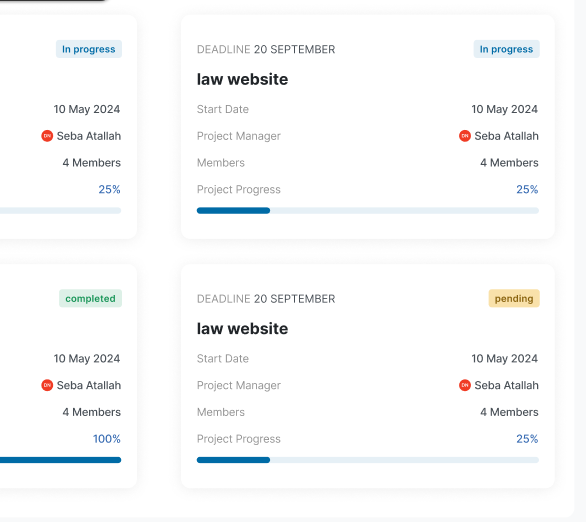 In progress
10 May 2024
DN Seba Atallah
4 Members
25%
DEADLINE 20 SEPTEMBER In progress
law website
Start Date 10 May 2024
Project Manager DN Seba Atallah
Members 4 Members
Project Progress 25%
completed
10 May 2024
DN Seba Atallah
4 Members
100%
DEADLINE 20 SEPTEMBER pending
law website
Start Date 10 May 2024
Project Manager DN Seba Atallah
Members 4 Members
Project Progress 25%